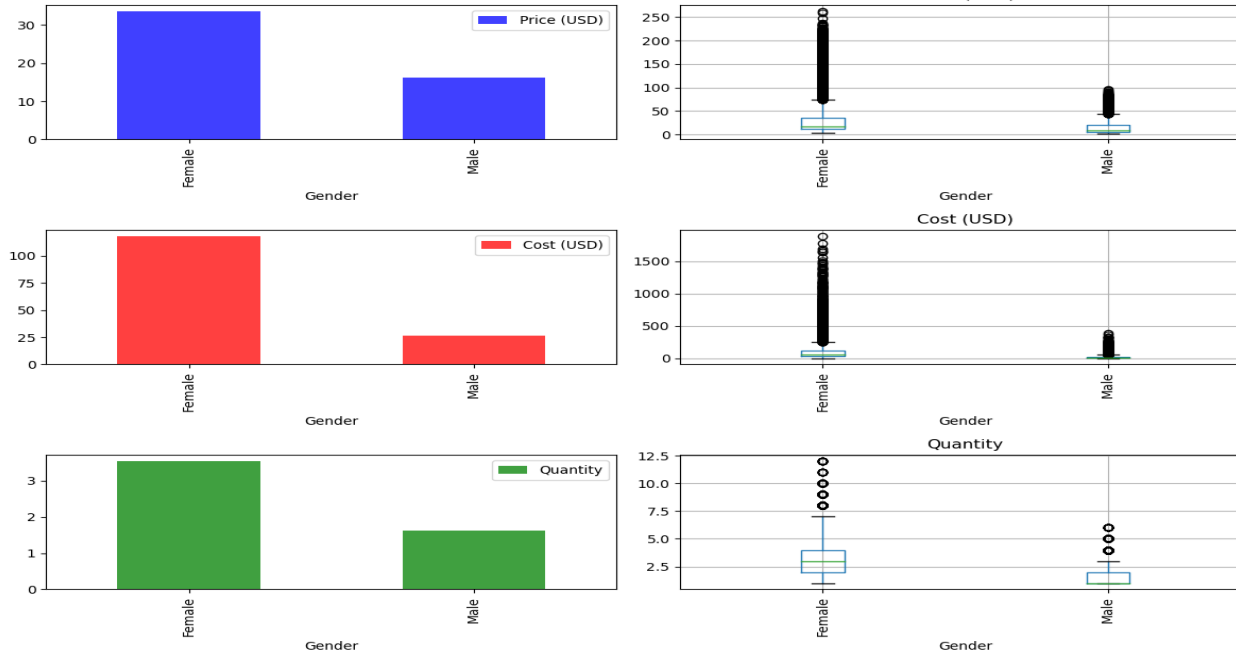 30
20
10
0
Price (USD)
Female
Male
Gender
250
200
150
100
50
0
Female
Male
Gender
100
75
50
25
0
Cost (USD)
Female
Male
Gender
Cost (USD)
1500
1000
500
0
Female
Male
Gender
3
2
1
0
Quantity
Female
Male
Gender
Quantity
12.5
10.0
7.5
5.0
2.5
Female
Male
Gender